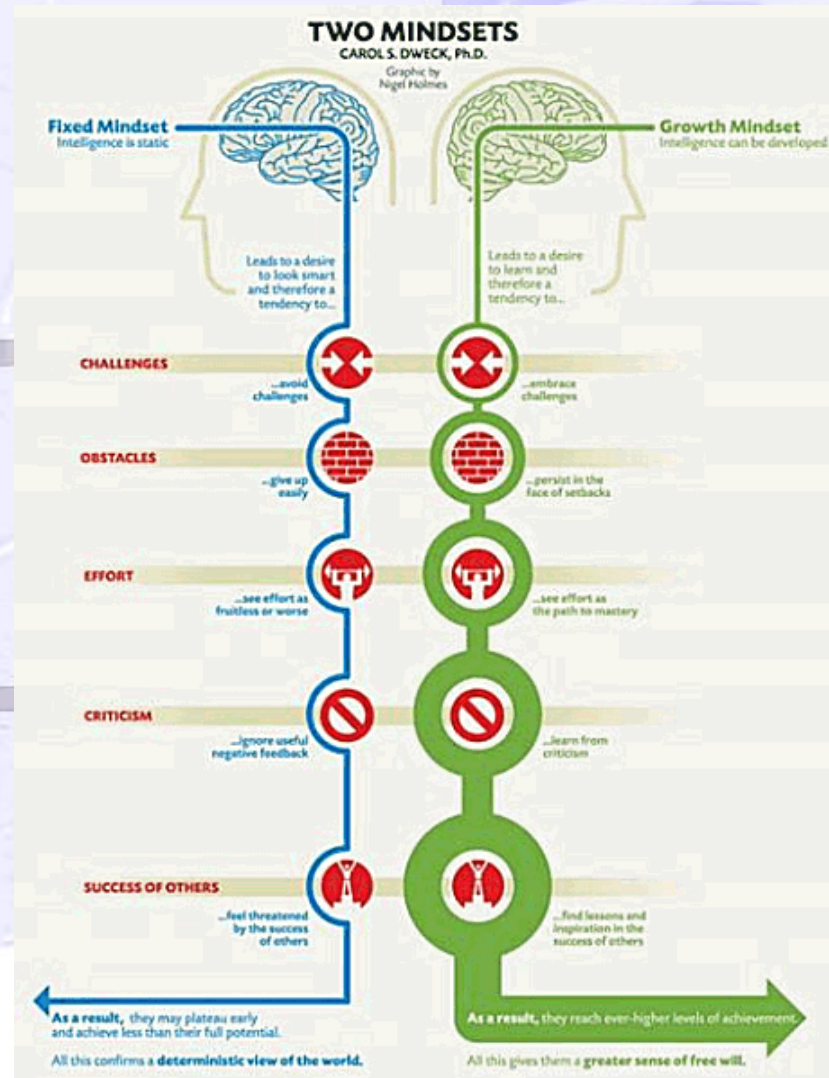 TWO MINDSETS
CAROL S. DWECK, Ph.D.
Graphic by
Nigel Holmes
Fixed Mindset
Intelligence is static
Growth Mindset
Intelligence can be developed
Leads to a desire
to look smart
and therefore a
tendency to...
Leads to a desire
to learn and
therefore a
tendency to...
CHALLENGES
...avoid
challenges
...embrace
challenges
OBSTACLES
...give up
easily
...persist in the
face of setbacks
EFFORT
...see effort as
fruitless or worse
...see effort as
the path to mastery
CRITICISM
...ignore useful
negative feedback
...learn from
criticism
SUCCESS OF OTHERS
...feel threatened
by the success
of others
...find lessons and
inspiration in the
success of others
As a result, they may plateau early
and achieve less than their full potential.
All this confirms a deterministic view of the world.
As a result, they reach ever-higher levels of achievement.
All this gives them a greater sense of free will.